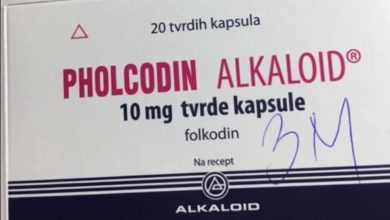 20 tvrdih kapsula
PHOLCODIN ALKALOID®
10 mg tvrde kapsule
folkodin
3M
Na recept
ALKALOID